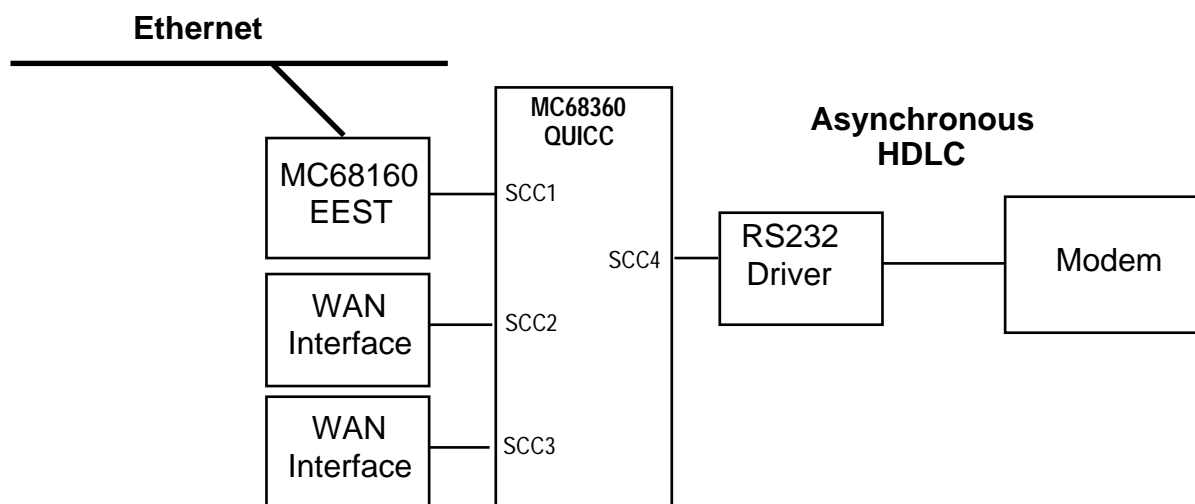 Ethernet
MC68360
QUICC
Asynchronous
HDLC
MC68160
EEST
SCC1
RS232
Driver
SCC4
Modem
WAN
Interface
SCC2
WAN
Interface
SCC3